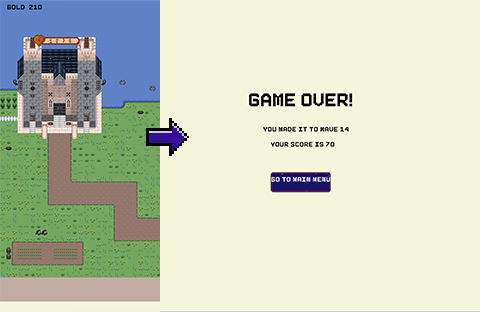 GOLD 210
GAME OVER!
YOU MADE IT TO WAVE 14
YOUR SCORE IS 70
GO TO MAIN MENU